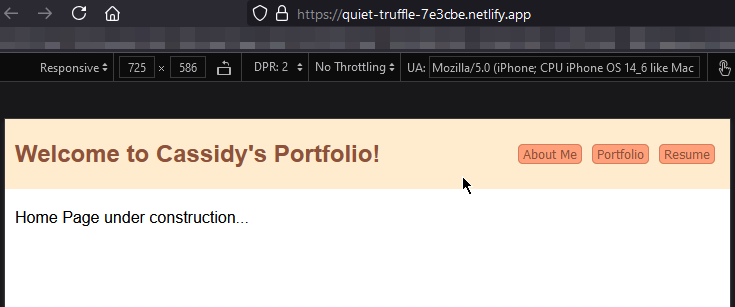 https://quiet-truffle-7e3cbe.netlify.app
Responsive 725 × 586 DPR: 2 No Throttling UA: Mozilla/5.0 (iPhone; CPU iPhone OS 14_6 like Mac
Welcome to Cassidy's Portfolio! About Me Portfolio Resume
Home Page under construction...